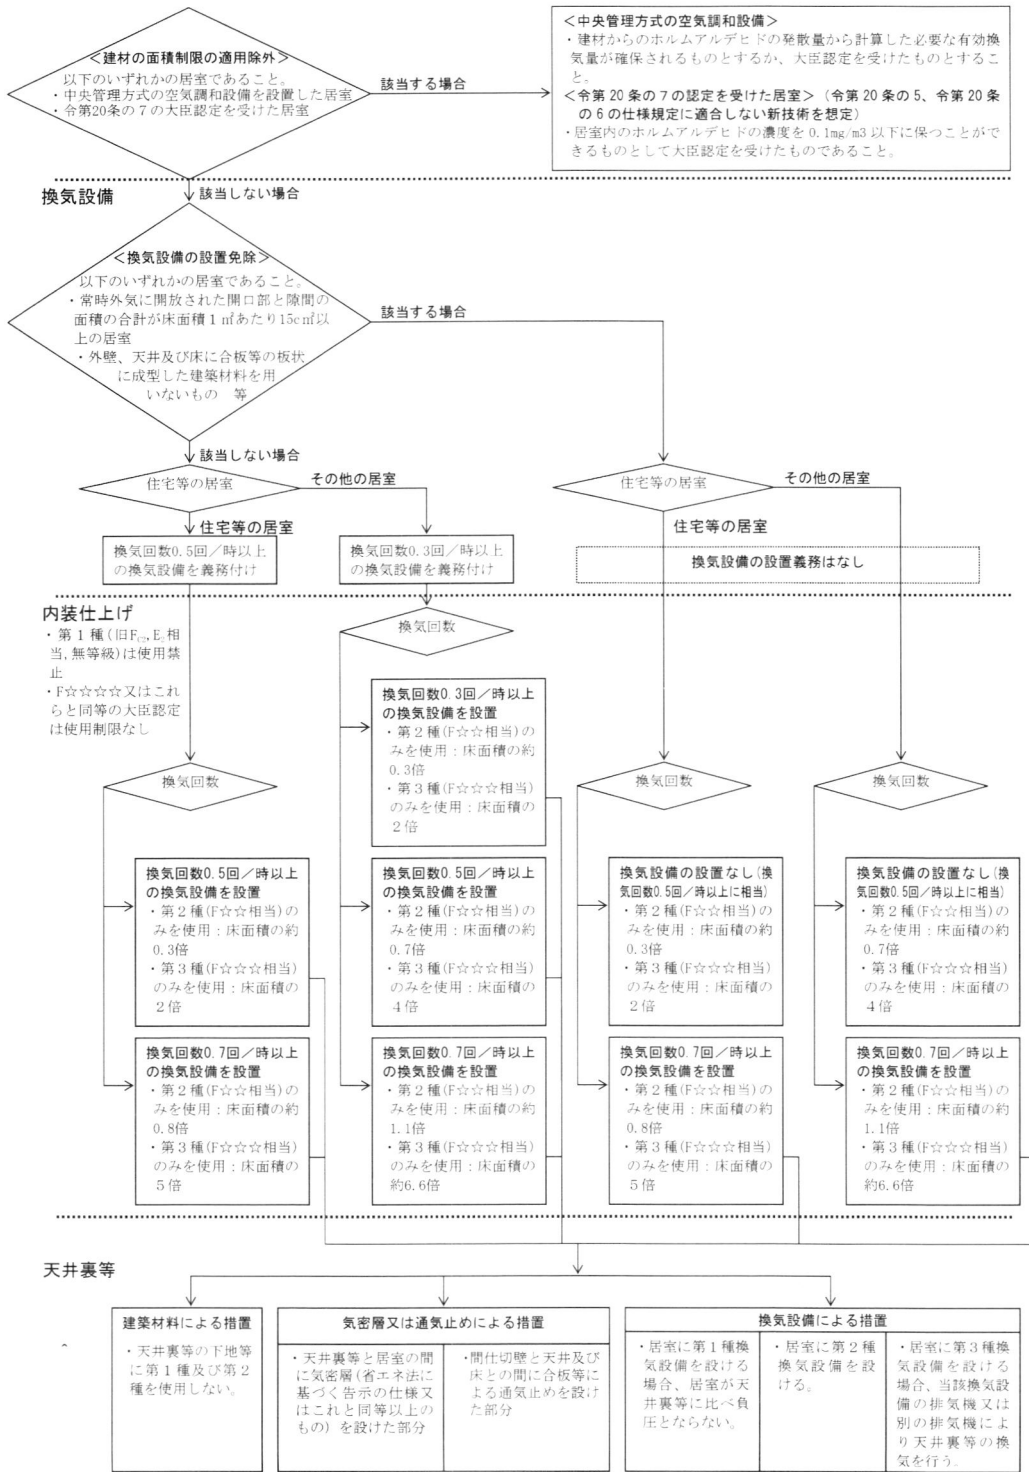 ＜建材の面積制限の適用除外＞
以下のいずれかの居室であること。
・中央管理方式の空気調和設備を設置した居室
・令第20条の７の大臣認定を受けた居室
該当する場合
＜中央管理方式の空気調和設備＞
・建材からのホルムアルデヒドの発散量から計算した必要な有効換
気量が確保されるものとするか、大臣認定を受けたものとするこ
と。
＜令第 20 条の７の認定を受けた居室＞（令第 20 条の 5、令第 20 条
の 6 の仕様規定に適合しない新技術を想定）
・居室内のホルムアルデヒドの濃度を 0.1mg/m3 以下に保つことがで
きるものとして大臣認定を受けたものであること。
該当しない場合
換気設備
＜換気設備の設置免除＞
以下のいずれかの居室であること。
・常時外気に開放された開口部と隙間の
面積の合計が床面積１㎡あたり15c㎡以
上の居室
・外壁、天井及び床に合板等の板状
に成型した建築材料を用
いないもの　等
該当する場合
該当しない場合
住宅等の居室
その他の居室
住宅等の居室
その他の居室
住宅等の居室
住宅等の居室
換気回数0.5回／時以上
の換気設備を義務付け
換気回数0.3回／時以上
の換気設備を義務付け
換気設備の設置義務はなし
内装仕上げ
・第１種(旧FC2,E2相
当,無等級)は使用禁
止
・F☆☆☆☆又はこれ
らと同等の大臣認定
は使用制限なし
換気回数
換気回数
換気回数
換気回数
換気回数0.3回／時以上
の換気設備を設置
・第２種(F☆☆相当)の
みを使用：床面積の約
0.3倍
・第３種(F☆☆☆相当)
のみを使用：床面積の
２倍
換気回数0.5回／時以上
の換気設備を設置
・第２種(F☆☆相当)の
みを使用：床面積の約
0.3倍
・第３種(F☆☆☆相当)
のみを使用：床面積の
２倍
換気回数0.5回／時以上
の換気設備を設置
・第２種(F☆☆相当)の
みを使用：床面積の約
0.7倍
・第３種(F☆☆☆相当)
のみを使用：床面積の
４倍
換気設備の設置なし(換
気回数0.5回／時以上に相当)
・第２種(F☆☆相当)の
みを使用：床面積の約
0.3倍
・第３種(F☆☆☆相当)
のみを使用：床面積の
２倍
換気設備の設置なし(換
気回数0.5回／時以上に相当)
・第２種(F☆☆相当)の
みを使用：床面積の約
0.7倍
・第３種(F☆☆☆相当)
のみを使用：床面積の
４倍
換気回数0.7回／時以上
の換気設備を設置
・第２種(F☆☆相当)の
みを使用：床面積の約
0.8倍
・第３種(F☆☆☆相当)
のみを使用：床面積の
５倍
換気回数0.7回／時以上
の換気設備を設置
・第２種(F☆☆相当)の
みを使用：床面積の約
1.1倍
・第３種(F☆☆☆相当)
のみを使用：床面積の
約6.6倍
換気回数0.7回／時以上
の換気設備を設置
・第２種(F☆☆相当)の
みを使用：床面積の約
0.8倍
・第３種(F☆☆☆相当)
のみを使用：床面積の
５倍
換気回数0.7回／時以上
の換気設備を設置
・第２種(F☆☆相当)の
みを使用：床面積の約
1.1倍
・第３種(F☆☆☆相当)
のみを使用：床面積の
約6.6倍
天井裏等
建築材料による措置
・天井裏等の下地等
に第１種及び第２
種を使用しない。
気密層又は通気止めによる措置
・天井裏等と居室の間
に気密層(省エネ法に
基づく告示の仕様又
はこれと同等以上の
もの）を設けた部分
・間仕切壁と天井及び
床との間に合板等に
よる通気止めを設け
た部分
換気設備による措置
・居室に第１種換
気設備を設ける
場合、居室が天
井裏等に比べ負
圧とならない。
・居室に第２種
換気設備を設
ける。
・居室に第３種換
気設備を設ける
場合、当該換気設
備の排気機又は
別の排気機によ
り天井裏等の換
気を行う.